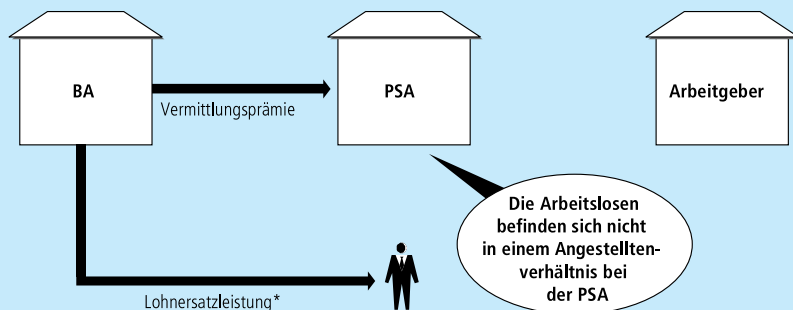 BA
PSA
Arbeitgeber
Vermittlungsprämie
Die Arbeitslosen
befinden sich nicht
in einem Angestellten-
verhältnis bei
der PSA
Lohnersatzleistung*